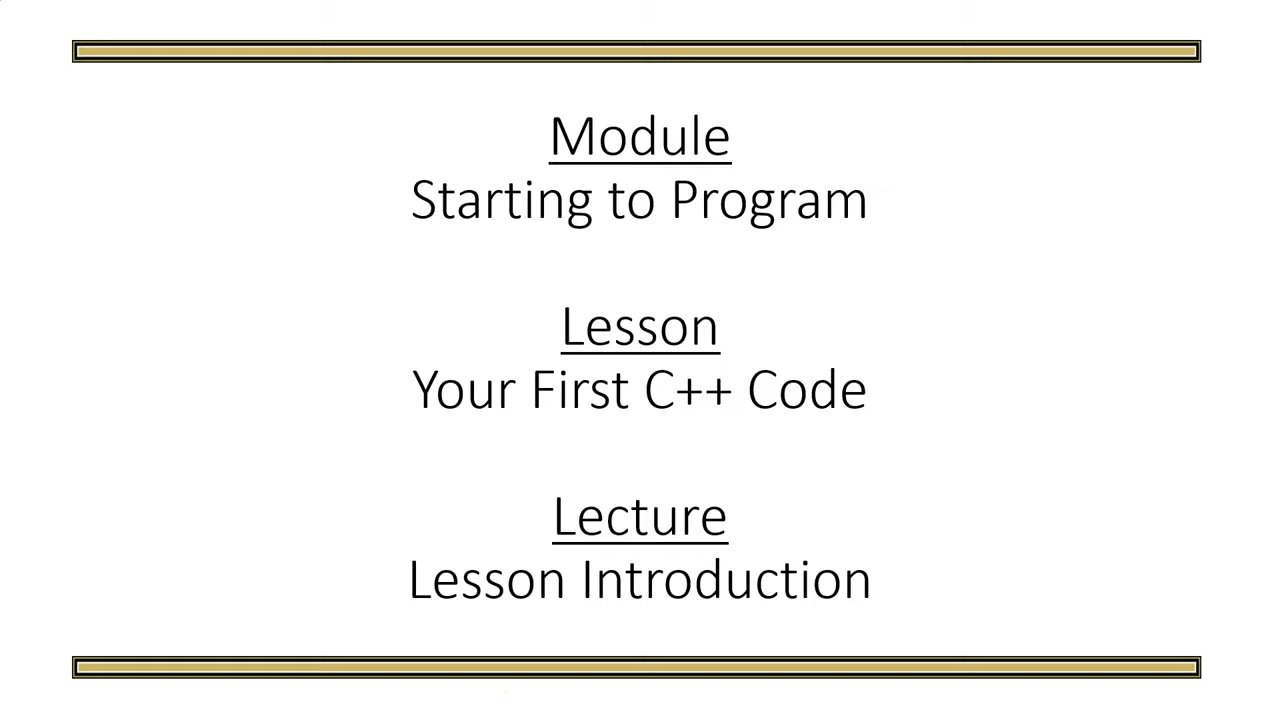 Module
Starting to Program
Lesson
Your First C++ Code
Lecture
Lesson Introduction